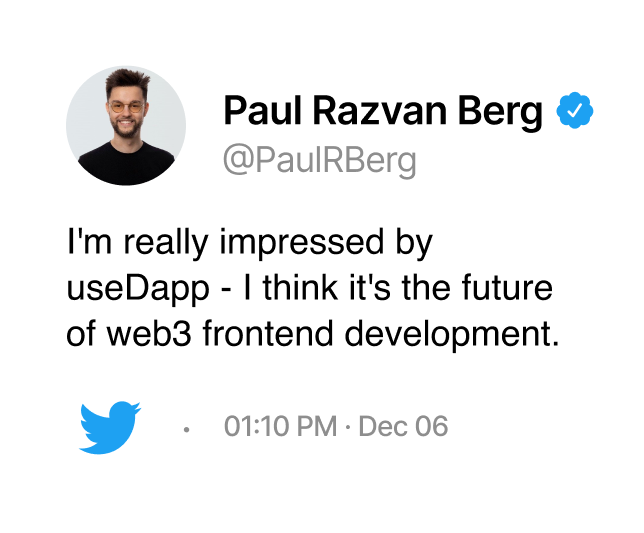 Paul Razvan Berg
@PaulRBerg
I'm really impressed by
useDapp - I think it's the future
of web3 frontend development.
· 01:10 PM · Dec 06